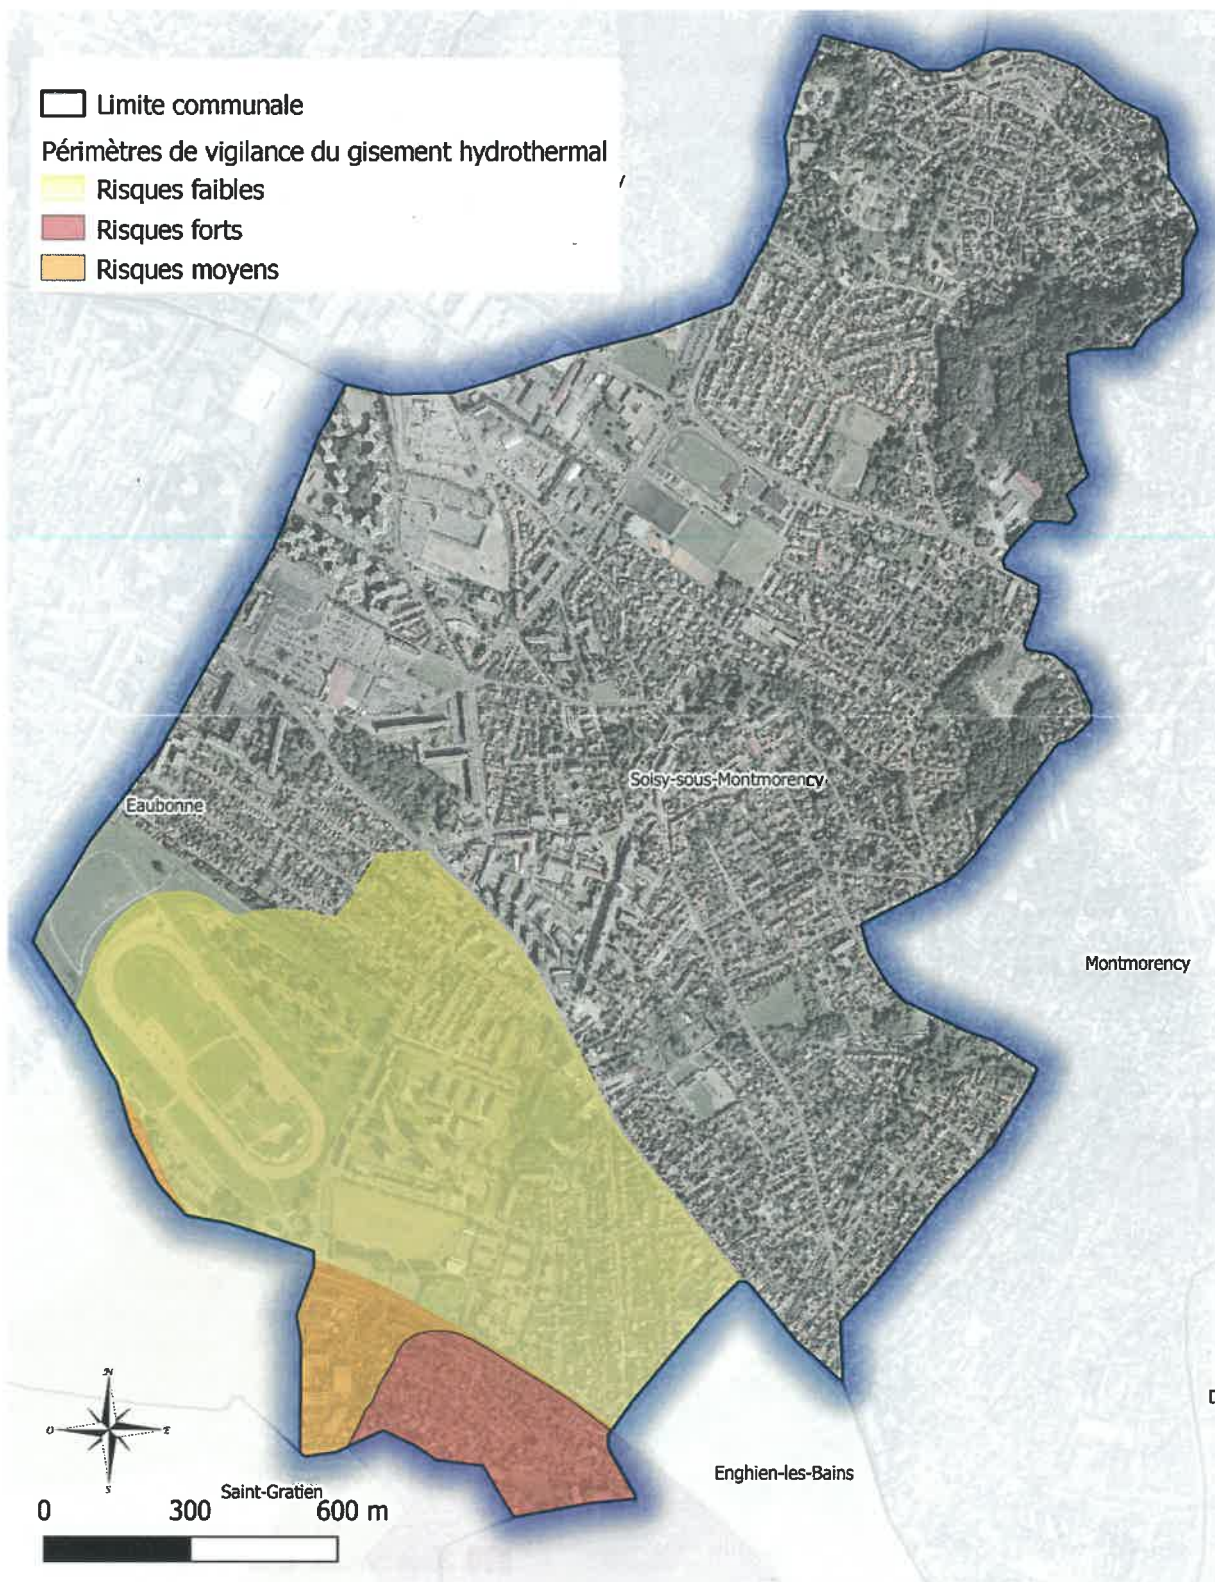 Limite communale
Périmètres de vigilance du gisement hydrothermal
Risques faibles
Risques forts
Risques moyens
y
Soisy-sous-Montmorency
Eaubonne
Montmorency
N
O
E
S
Saint-Gratien
Enghien-les-Bains
D
0 300 600 m